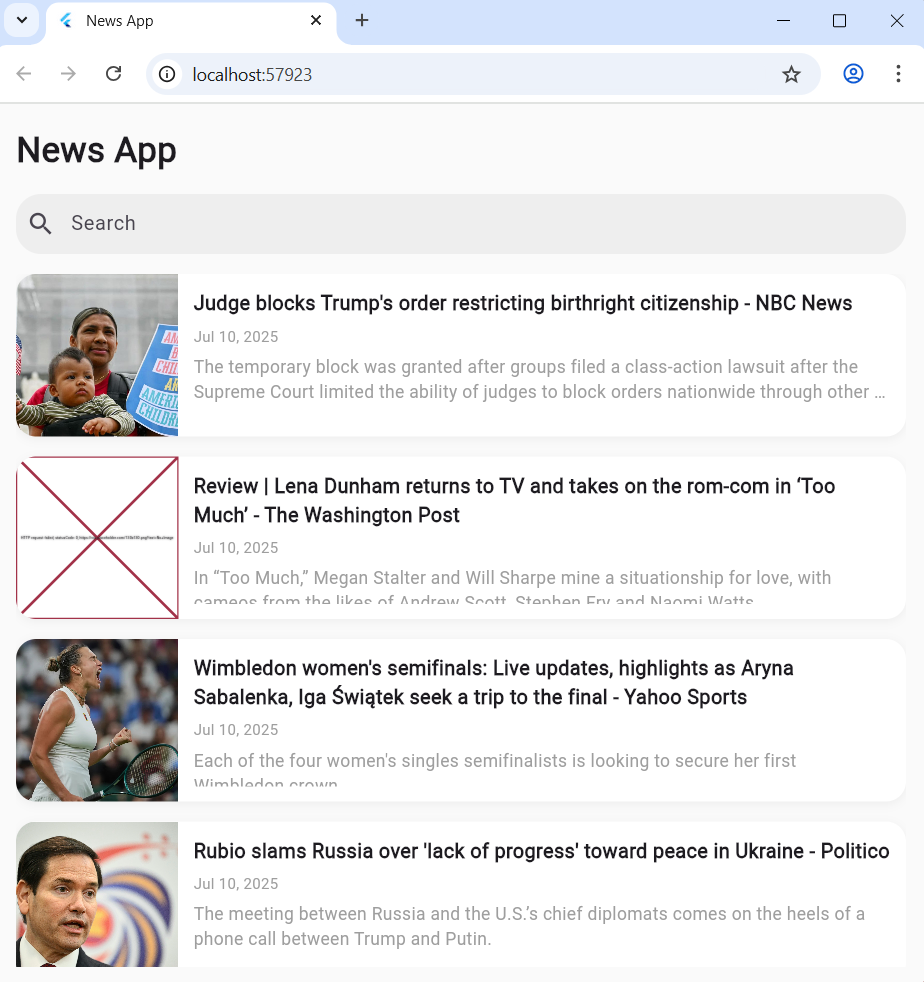 News App
localhost:57923
News App
Search
Judge blocks Trump's order restricting birthright citizenship - NBC News
Jul 10, 2025
The temporary block was granted after groups filed a class-action lawsuit after the
Supreme Court limited the ability of judges to block orders nationwide through other ...
Review | Lena Dunham returns to TV and takes on the rom-com in ‘Too
Much’ - The Washington Post
Jul 10, 2025
In “Too Much,” Megan Stalter and Will Sharpe mine a situationship for love, with
cameos from the likes of Andrew Scott, Stephen Fry and Naomi Watts.
HTTP request failed, statusCode: 0,
Wimbledon women's semifinals: Live updates, highlights as Aryna
Sabalenka, Iga Świątek seek a trip to the final - Yahoo Sports
Jul 10, 2025
Each of the four women's singles semifinalists is looking to secure her first
Wimbledon crown.
Rubio slams Russia over 'lack of progress' toward peace in Ukraine - Politico
Jul 10, 2025
The meeting between Russia and the U.S.’s chief diplomats comes on the heels of a
phone call between Trump and Putin.